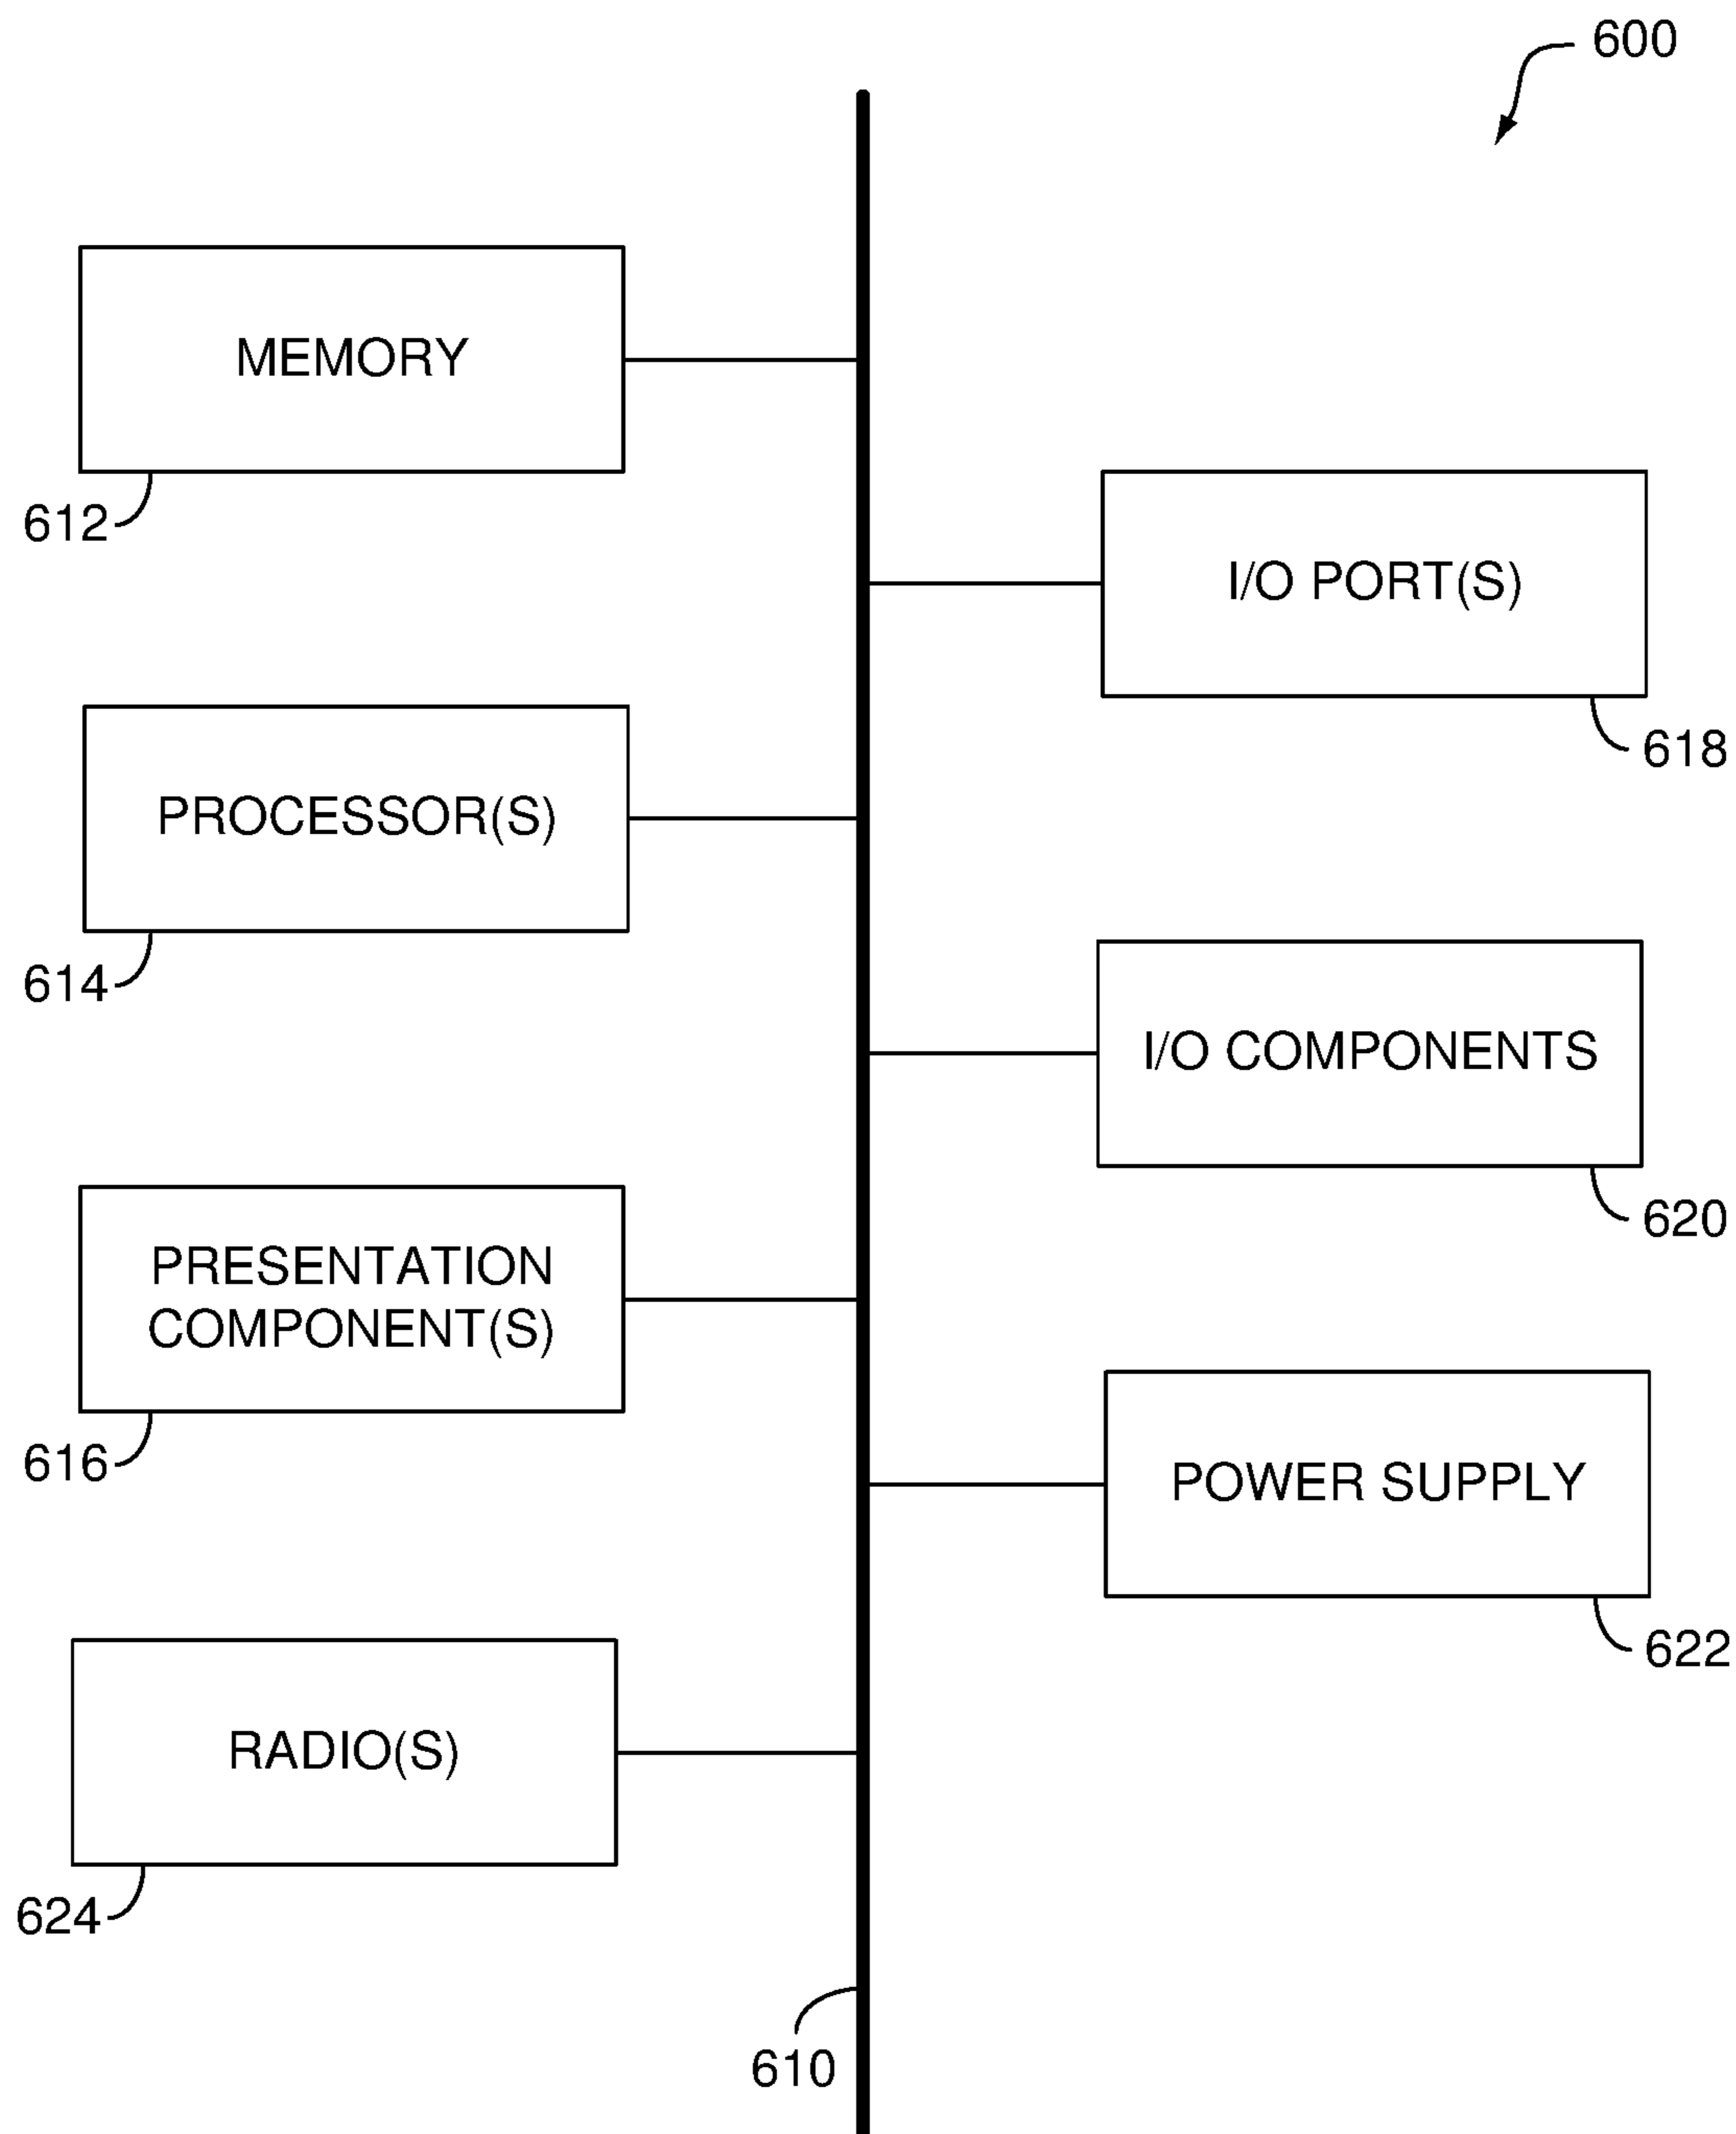 600
MEMORY
612
I/O PORT(S)
618
PROCESSOR(S)
614
I/O COMPONENTS
620
PRESENTATION
COMPONENT(S)
616
POWER SUPPLY
622
RADIO(S)
624
610